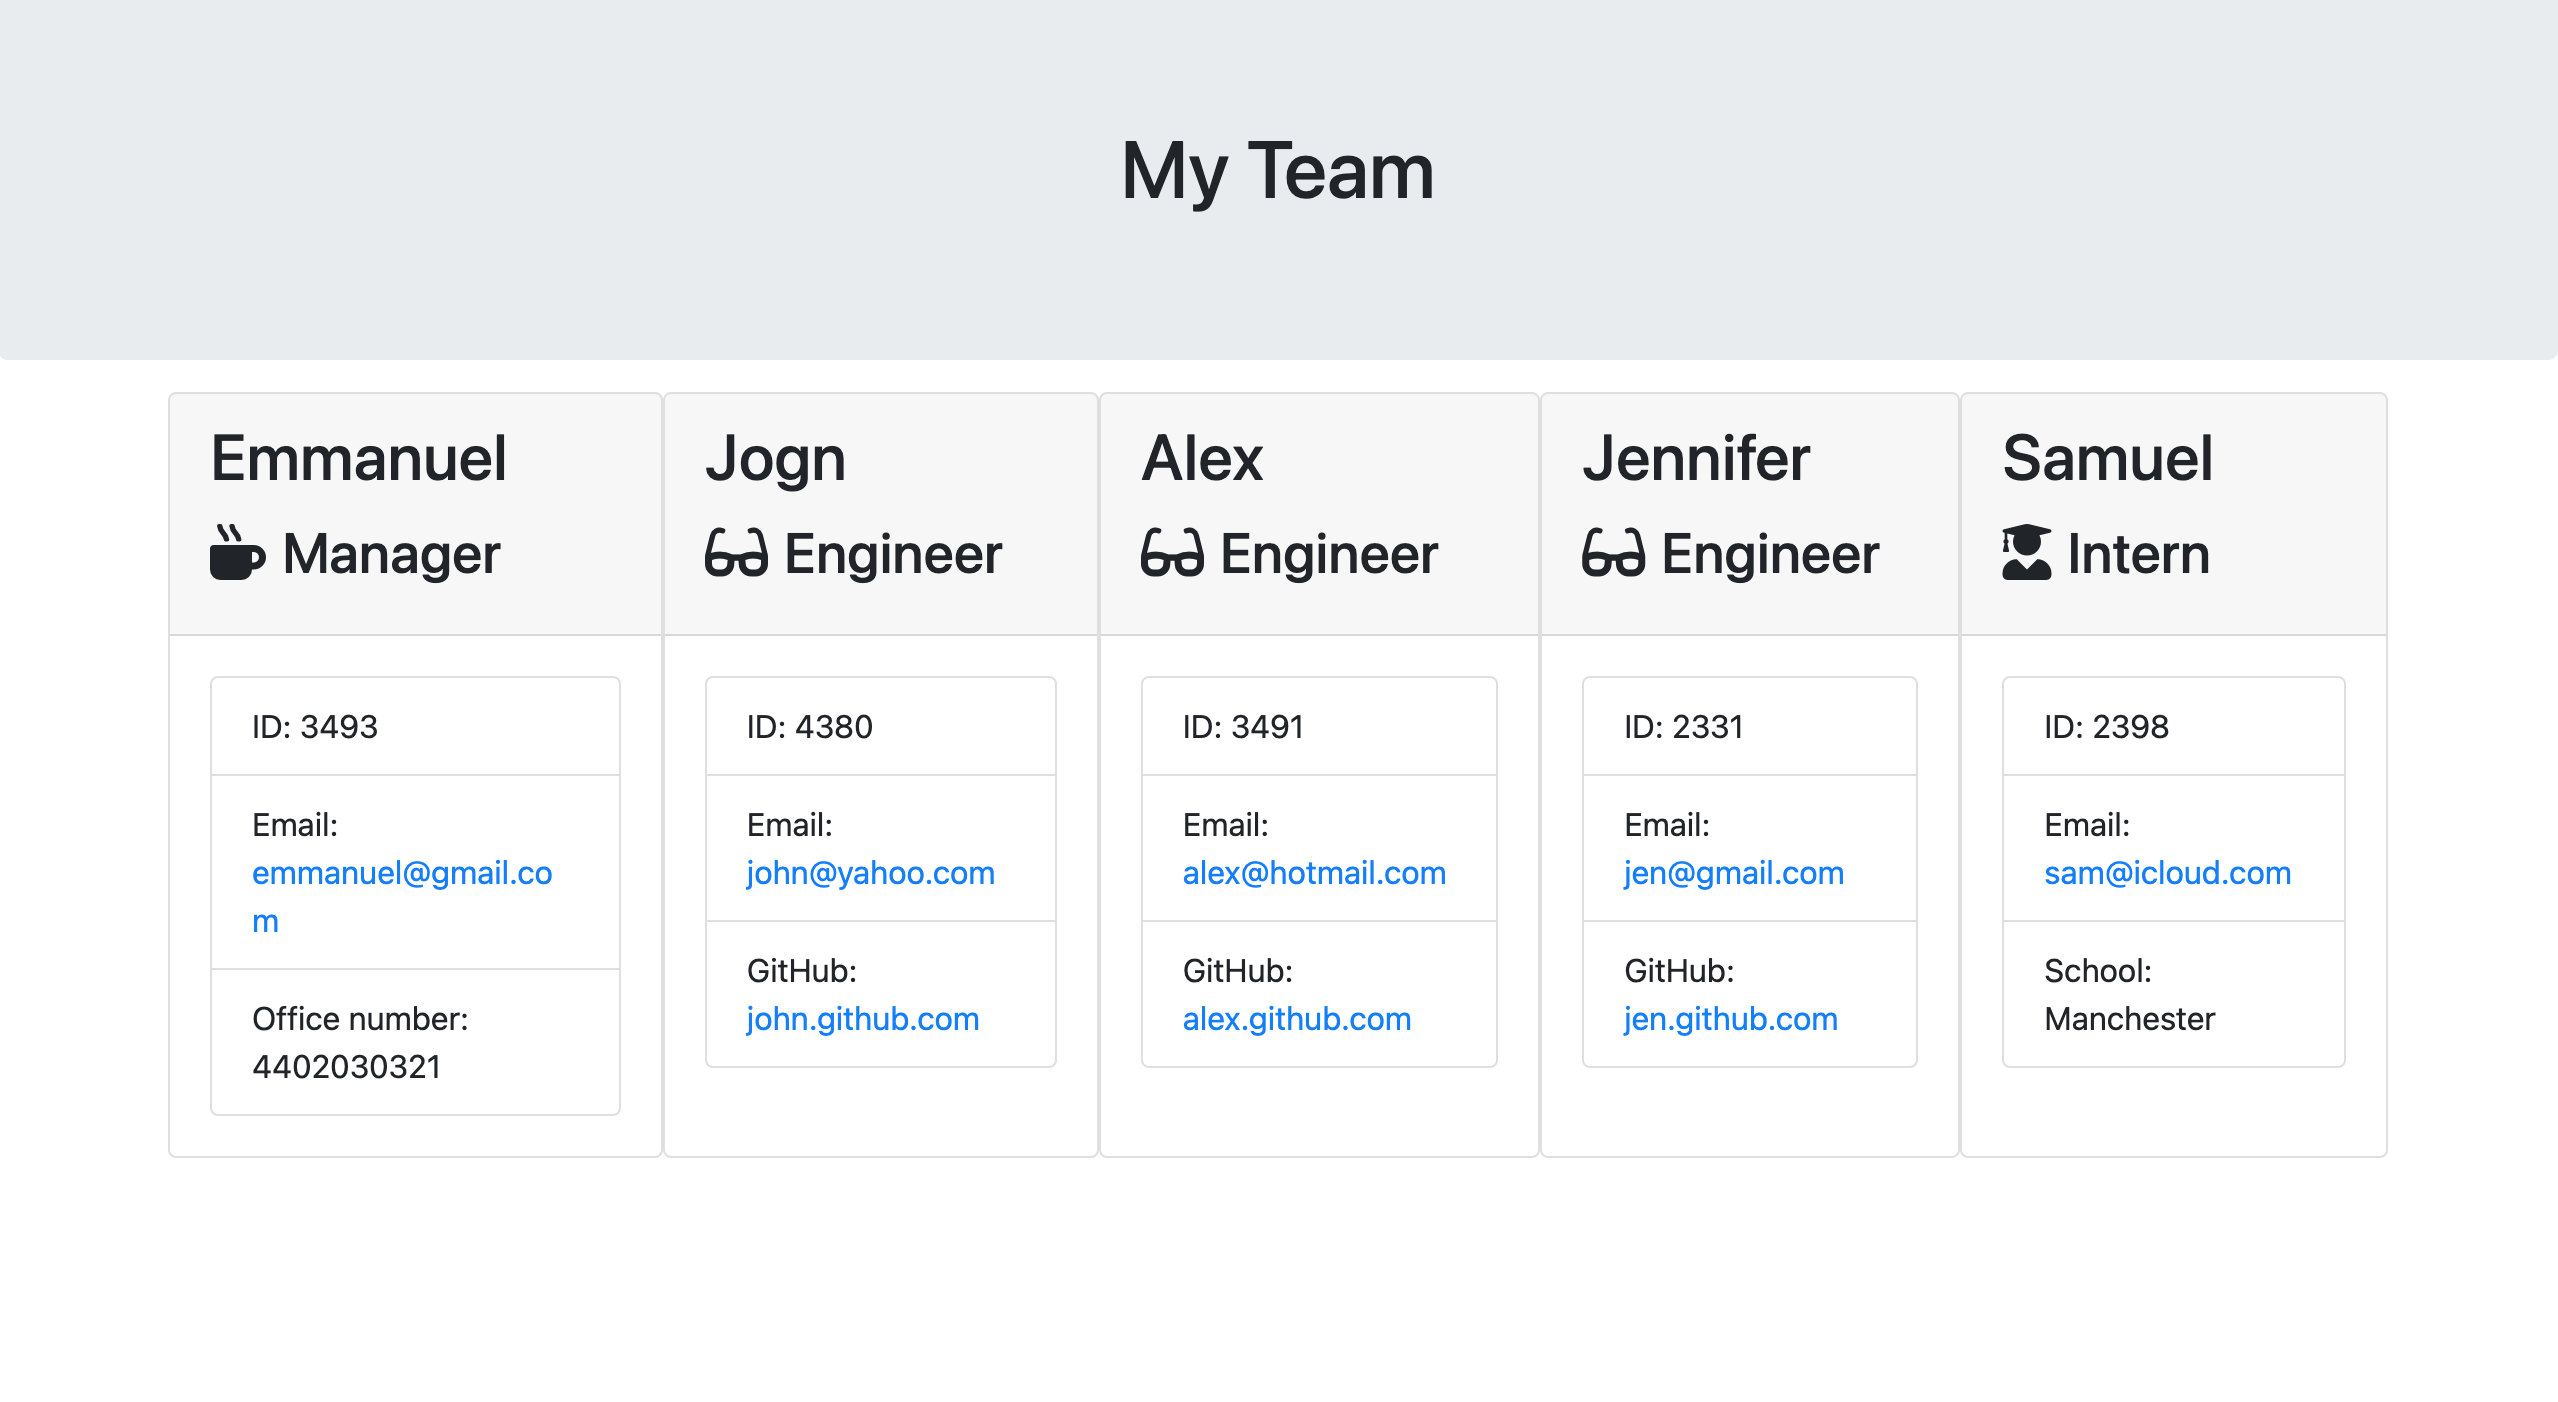 My Team
Emmanuel
Manager
ID: 3493
Email:
emmanuel@gmail.co
m
Office number:
4402030321
Jogn
Engineer
ID: 4380
Email:
john@yahoo.com
GitHub:
john.github.com
Alex
Engineer
ID: 3491
Email:
alex@hotmail.com
GitHub:
alex.github.com
Jennifer
Engineer
ID: 2331
Email:
jen@gmail.com
GitHub:
jen.github.com
Samuel
Intern
ID: 2398
Email:
sam@icloud.com
School:
Manchester